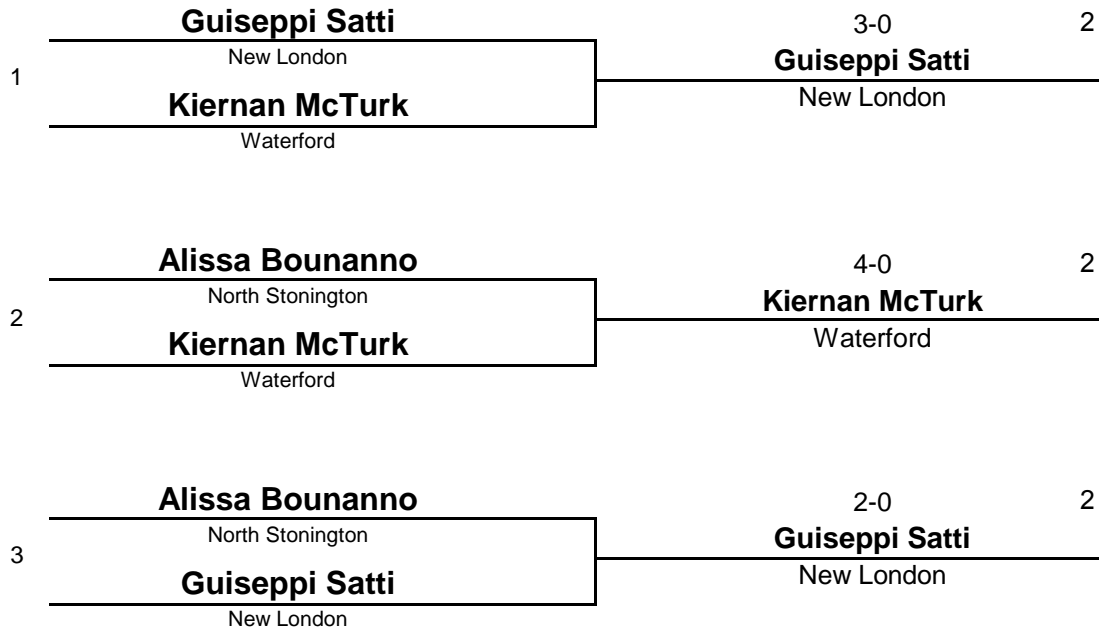 Guiseppi Satti
3-0 2
New London
Guiseppi Satti
1
Kiernan McTurk
New London
Waterford
Alissa Bounanno
4-0 2
North Stonington
Kiernan McTurk
2
Kiernan McTurk
Waterford
Waterford
Alissa Bounanno
2-0 2
North Stonington
Guiseppi Satti
3
Guiseppi Satti
New London
New London